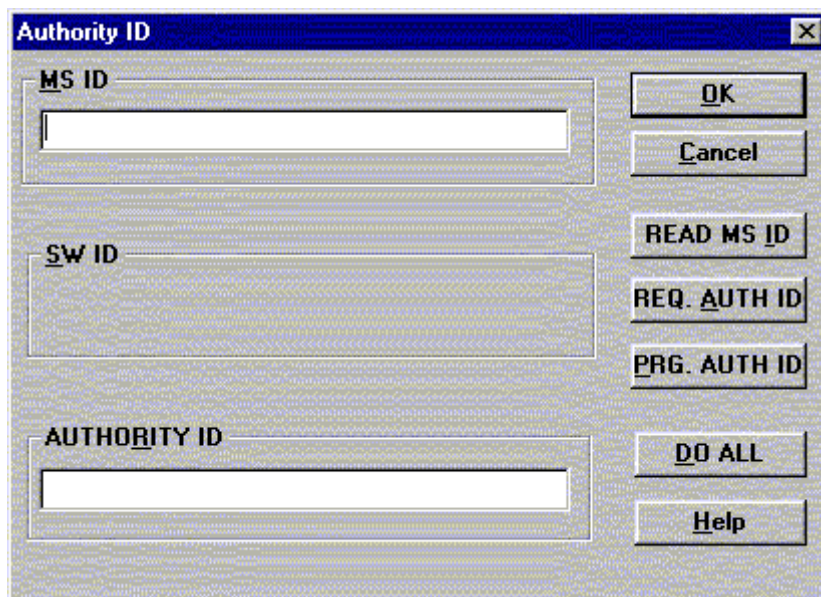 Authority ID
MS ID
OK
Cancel
READ MS ID
SW ID
REQ. AUTH ID
PRG. AUTH ID
AUTHORITY ID
DO ALL
Help